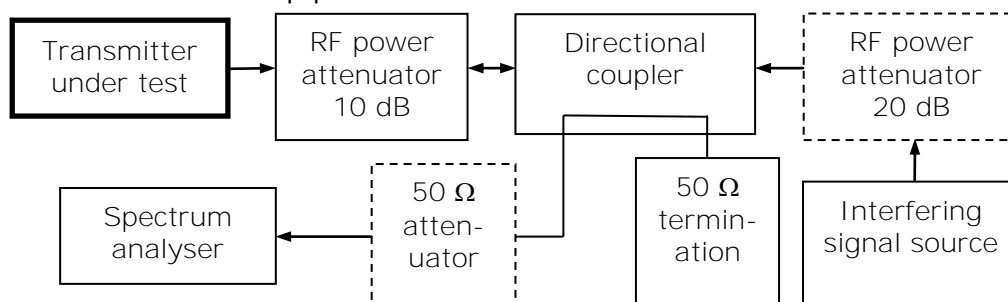 Transmitter
under test
RF power
attenuator
10 dB
Directional
coupler
RF power
attenuator
20 dB
Spectrum
analyser
50 Ω
atten-
uator
50 Ω
termin-
ation
Interfering
signal source